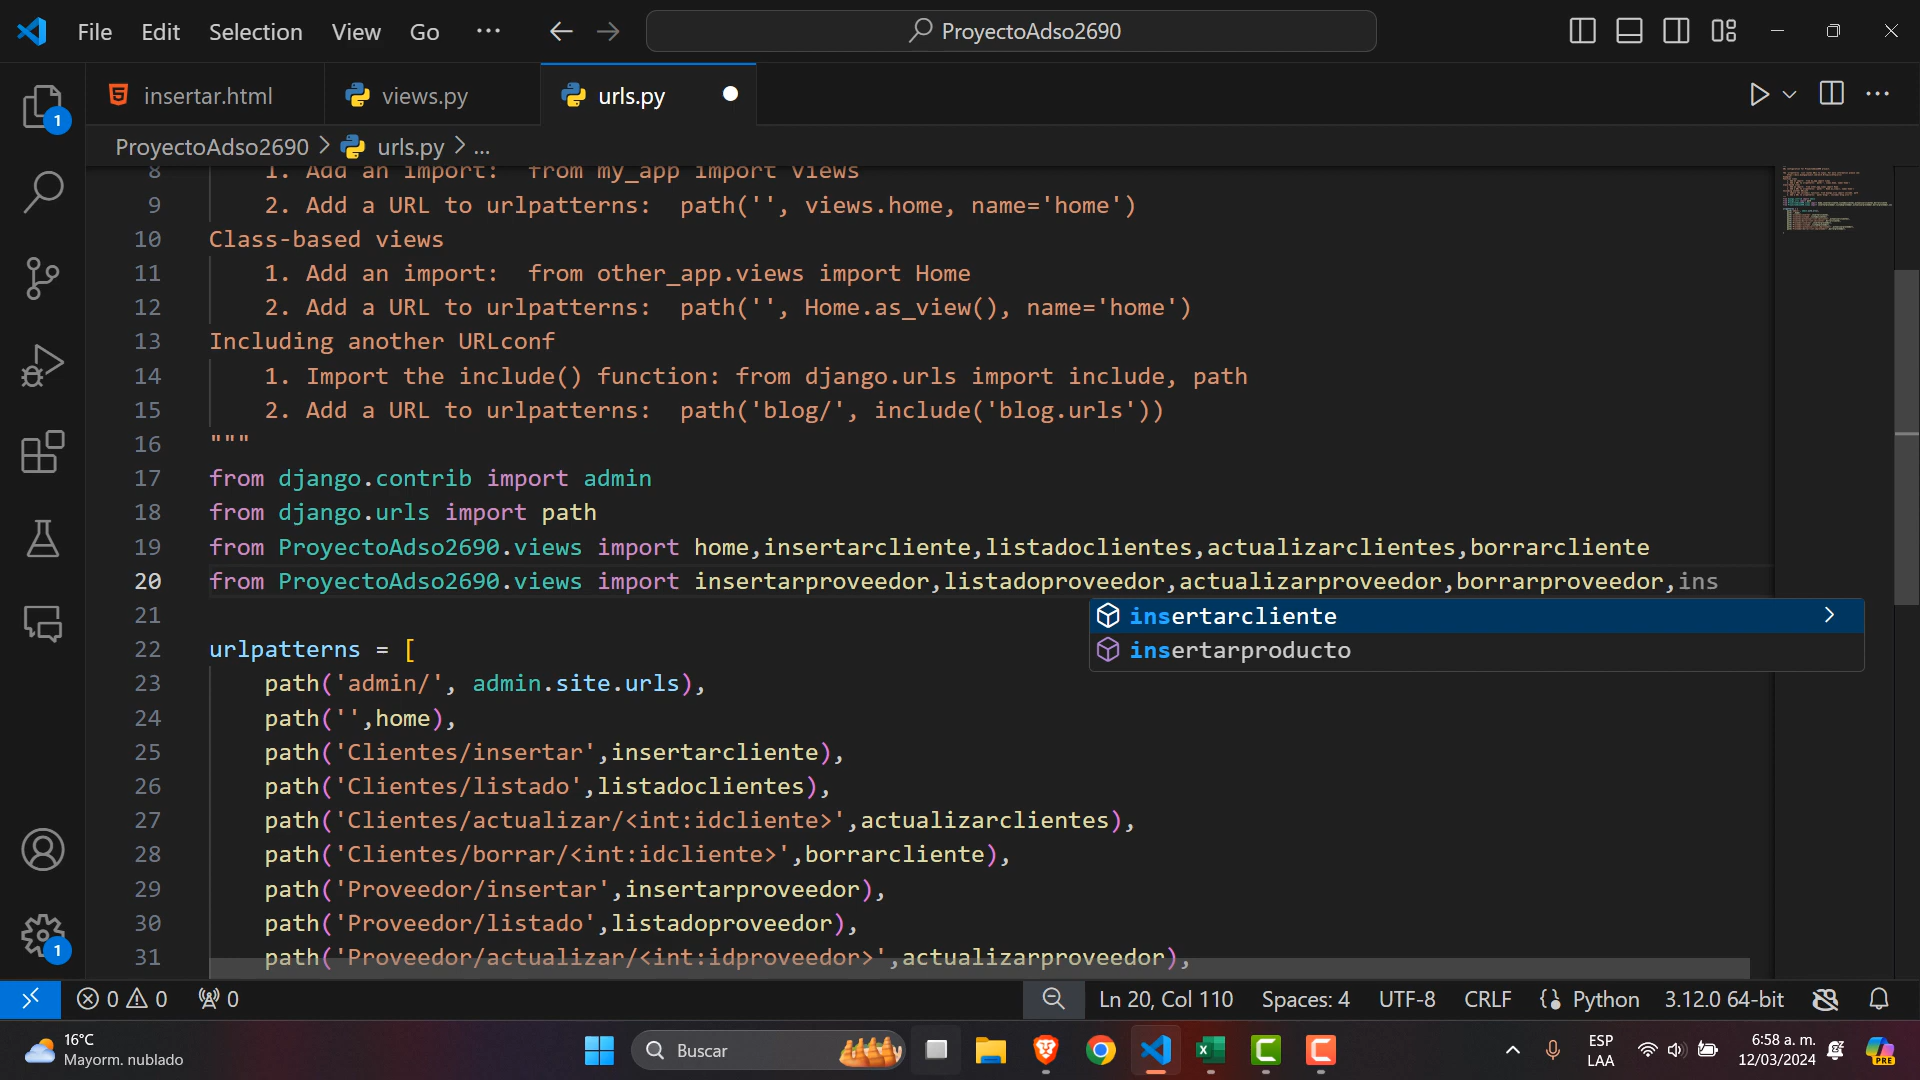 File Edit Selection View Go ··· ProyectoAdso2690
insertar.html views.py urls.py
ProyectoAdso2690 > urls.py > ...
8 1. Add an import:  from my_app import views
9 2. Add a URL to urlpatterns:  path('', views.home, name='home')
10 Class-based views
11 1. Add an import:  from other_app.views import Home
12 2. Add a URL to urlpatterns:  path('', Home.as_view(), name='home')
13 Including another URLconf
14 1. Import the include() function: from django.urls import include, path
15 2. Add a URL to urlpatterns:  path('blog/', include('blog.urls'))
16 """
17 from django.contrib import admin
18 from django.urls import path
19 from ProyectoAdso2690.views import home,insertarcliente,listadoclientes,actualizarclientes,borrarcliente
20 from ProyectoAdso2690.views import insertarproveedor,listadoproveedor,actualizarproveedor,borrarproveedor,ins
insertarcliente
insertarproducto
21
22 urlpatterns = [
23 path('admin/', admin.site.urls),
24 path('',home),
25 path('Clientes/insertar',insertarcliente),
26 path('Clientes/listado',listadoclientes),
27 path('Clientes/actualizar/<int:idcliente>',actualizarclientes),
28 path('Clientes/borrar/<int:idcliente>',borrarcliente),
29 path('Proveedor/insertar',insertarproveedor),
30 path('Proveedor/listado',listadoproveedor),
31 path('Proveedor/actualizar/<int:idproveedor>',actualizarproveedor),
1
1
0 0 0 Ln 20, Col 110 Spaces: 4 UTF-8 CRLF Python 3.12.0 64-bit
16°C
Mayorm. nublado
Buscar
ESP
LAA
6:58 a. m.
12/03/2024
PRE